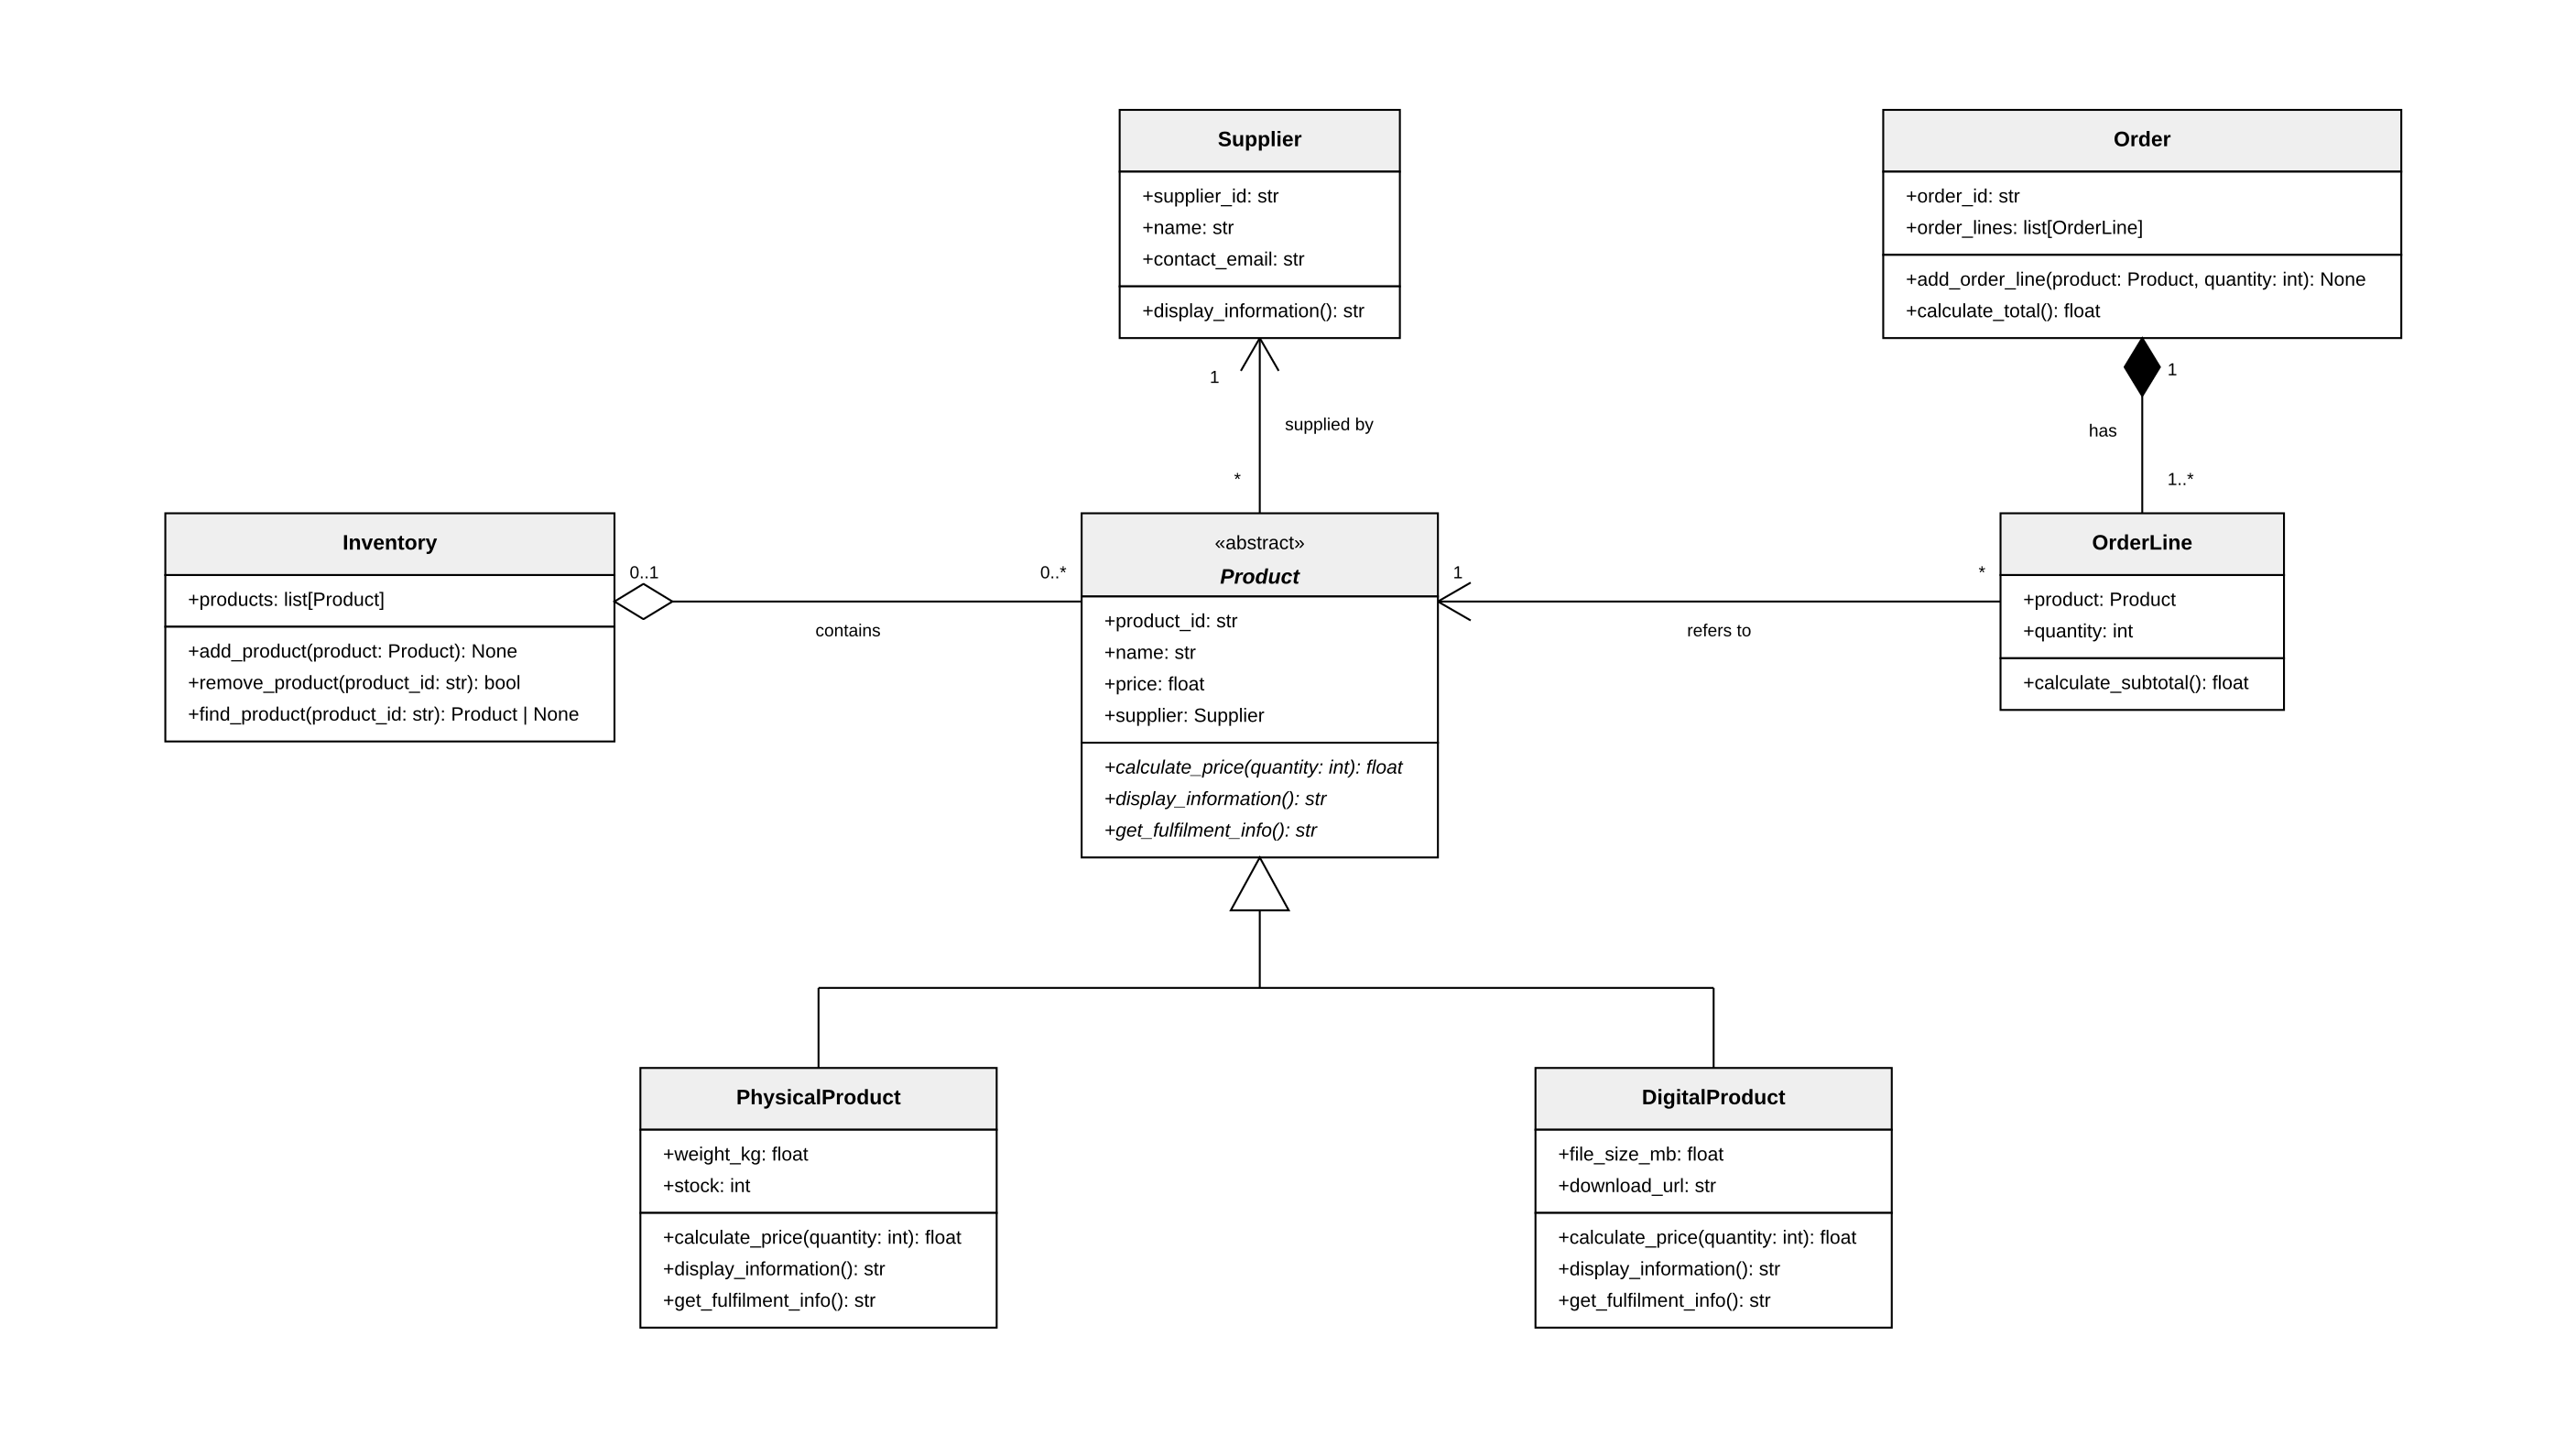 Supplier
+supplier_id: str
+name: str
+contact_email: str
+display_information(): str
Order
+order_id: str
+order_lines: list[OrderLine]
+add_order_line(product: Product, quantity: int): None
+calculate_total(): float
1
supplied by
*
1
has
1..*
Inventory
+products: list[Product]
+add_product(product: Product): None
+remove_product(product_id: str): bool
+find_product(product_id: str): Product | None
0..1
contains
0..*
«abstract»
Product
+product_id: str
+name: str
+price: float
+supplier: Supplier
+calculate_price(quantity: int): float
+display_information(): str
+get_fulfilment_info(): str
1
refers to
*
OrderLine
+product: Product
+quantity: int
+calculate_subtotal(): float
PhysicalProduct
+weight_kg: float
+stock: int
+calculate_price(quantity: int): float
+display_information(): str
+get_fulfilment_info(): str
DigitalProduct
+file_size_mb: float
+download_url: str
+calculate_price(quantity: int): float
+display_information(): str
+get_fulfilment_info(): str